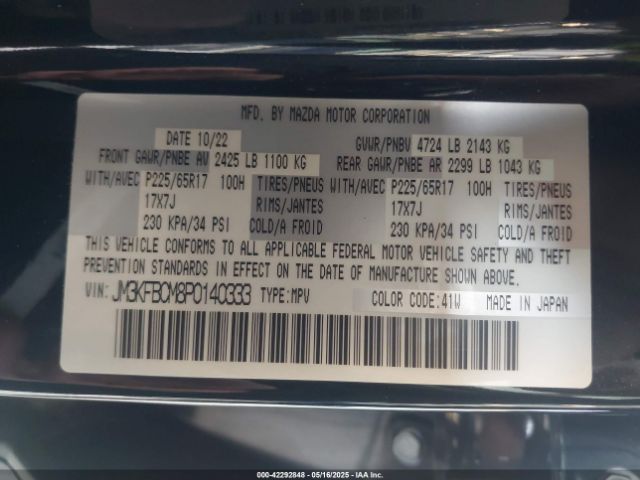 MFD. BY MAZDA MOTOR CORPORATION
DATE 10/22 GVWR/PNBV 4724 LB 2143 KG
FRONT GAWR/PNBE AV 2425 LB 1100 KG REAR GAWR/PNBE AR 2299 LB 1043 KG
WITH/AVEC P225/65R17 100H TIRES/PNEUS WITH/AVEC P225/65R17 100H TIRES/PNEUS
17X7J RIMS/JANTES 17X7J RIMS/JANTES
230 KPA/34 PSI COLD/A FROID 230 KPA/34 PSI COLD/A FROID
THIS VEHICLE CONFORMS TO ALL APPLICABLE FEDERAL MOTOR VEHICLE SAFETY AND THEFT
PREVENTION STANDARDS IN EFFECT ON THE DATE OF MANUFACTURE SHOWN ABOVE.
VIN: JM3KFBCM8P0140333 TYPE: MPV COLOR CODE: 41W MADE IN JAPAN
000-42292848 - 05/16/2025 - IAAI.COM